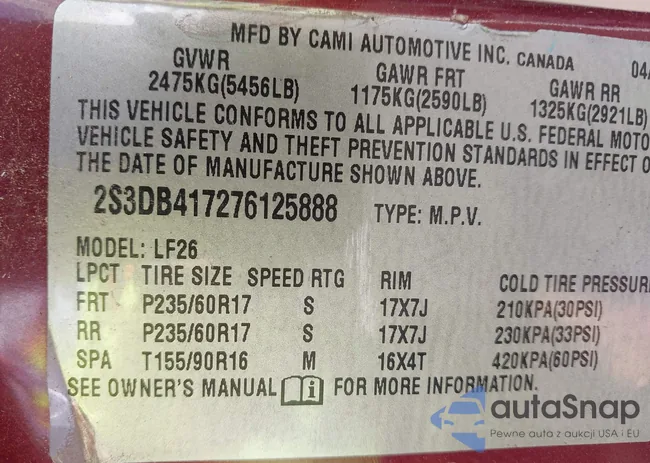 MFD BY CAMI AUTOMOTIVE INC. CANADA 04/
GVWR GAWR FRT GAWR RR
2475KG(5456LB) 1175KG(2590LB) 1325KG(2921LB)
THIS VEHICLE CONFORMS TO ALL APPLICABLE U.S. FEDERAL MOTO
VEHICLE SAFETY AND THEFT PREVENTION STANDARDS IN EFFECT O
THE DATE OF MANUFACTURE SHOWN ABOVE.
2S3DB417276125888 TYPE: M.P.V.
MODEL: LF26
LPCT TIRE SIZE SPEED RTG RIM COLD TIRE PRESSURE
FRT P235/60R17 S 17X7J 210KPA(30PSI)
RR P235/60R17 S 17X7J 230KPA(33PSI)
SPA T155/90R16 M 16X4T 420KPA(60PSI)
SEE OWNER'S MANUAL i FOR MORE INFORMATION.
autaSnap
Pewne auta z aukcji USA i EU